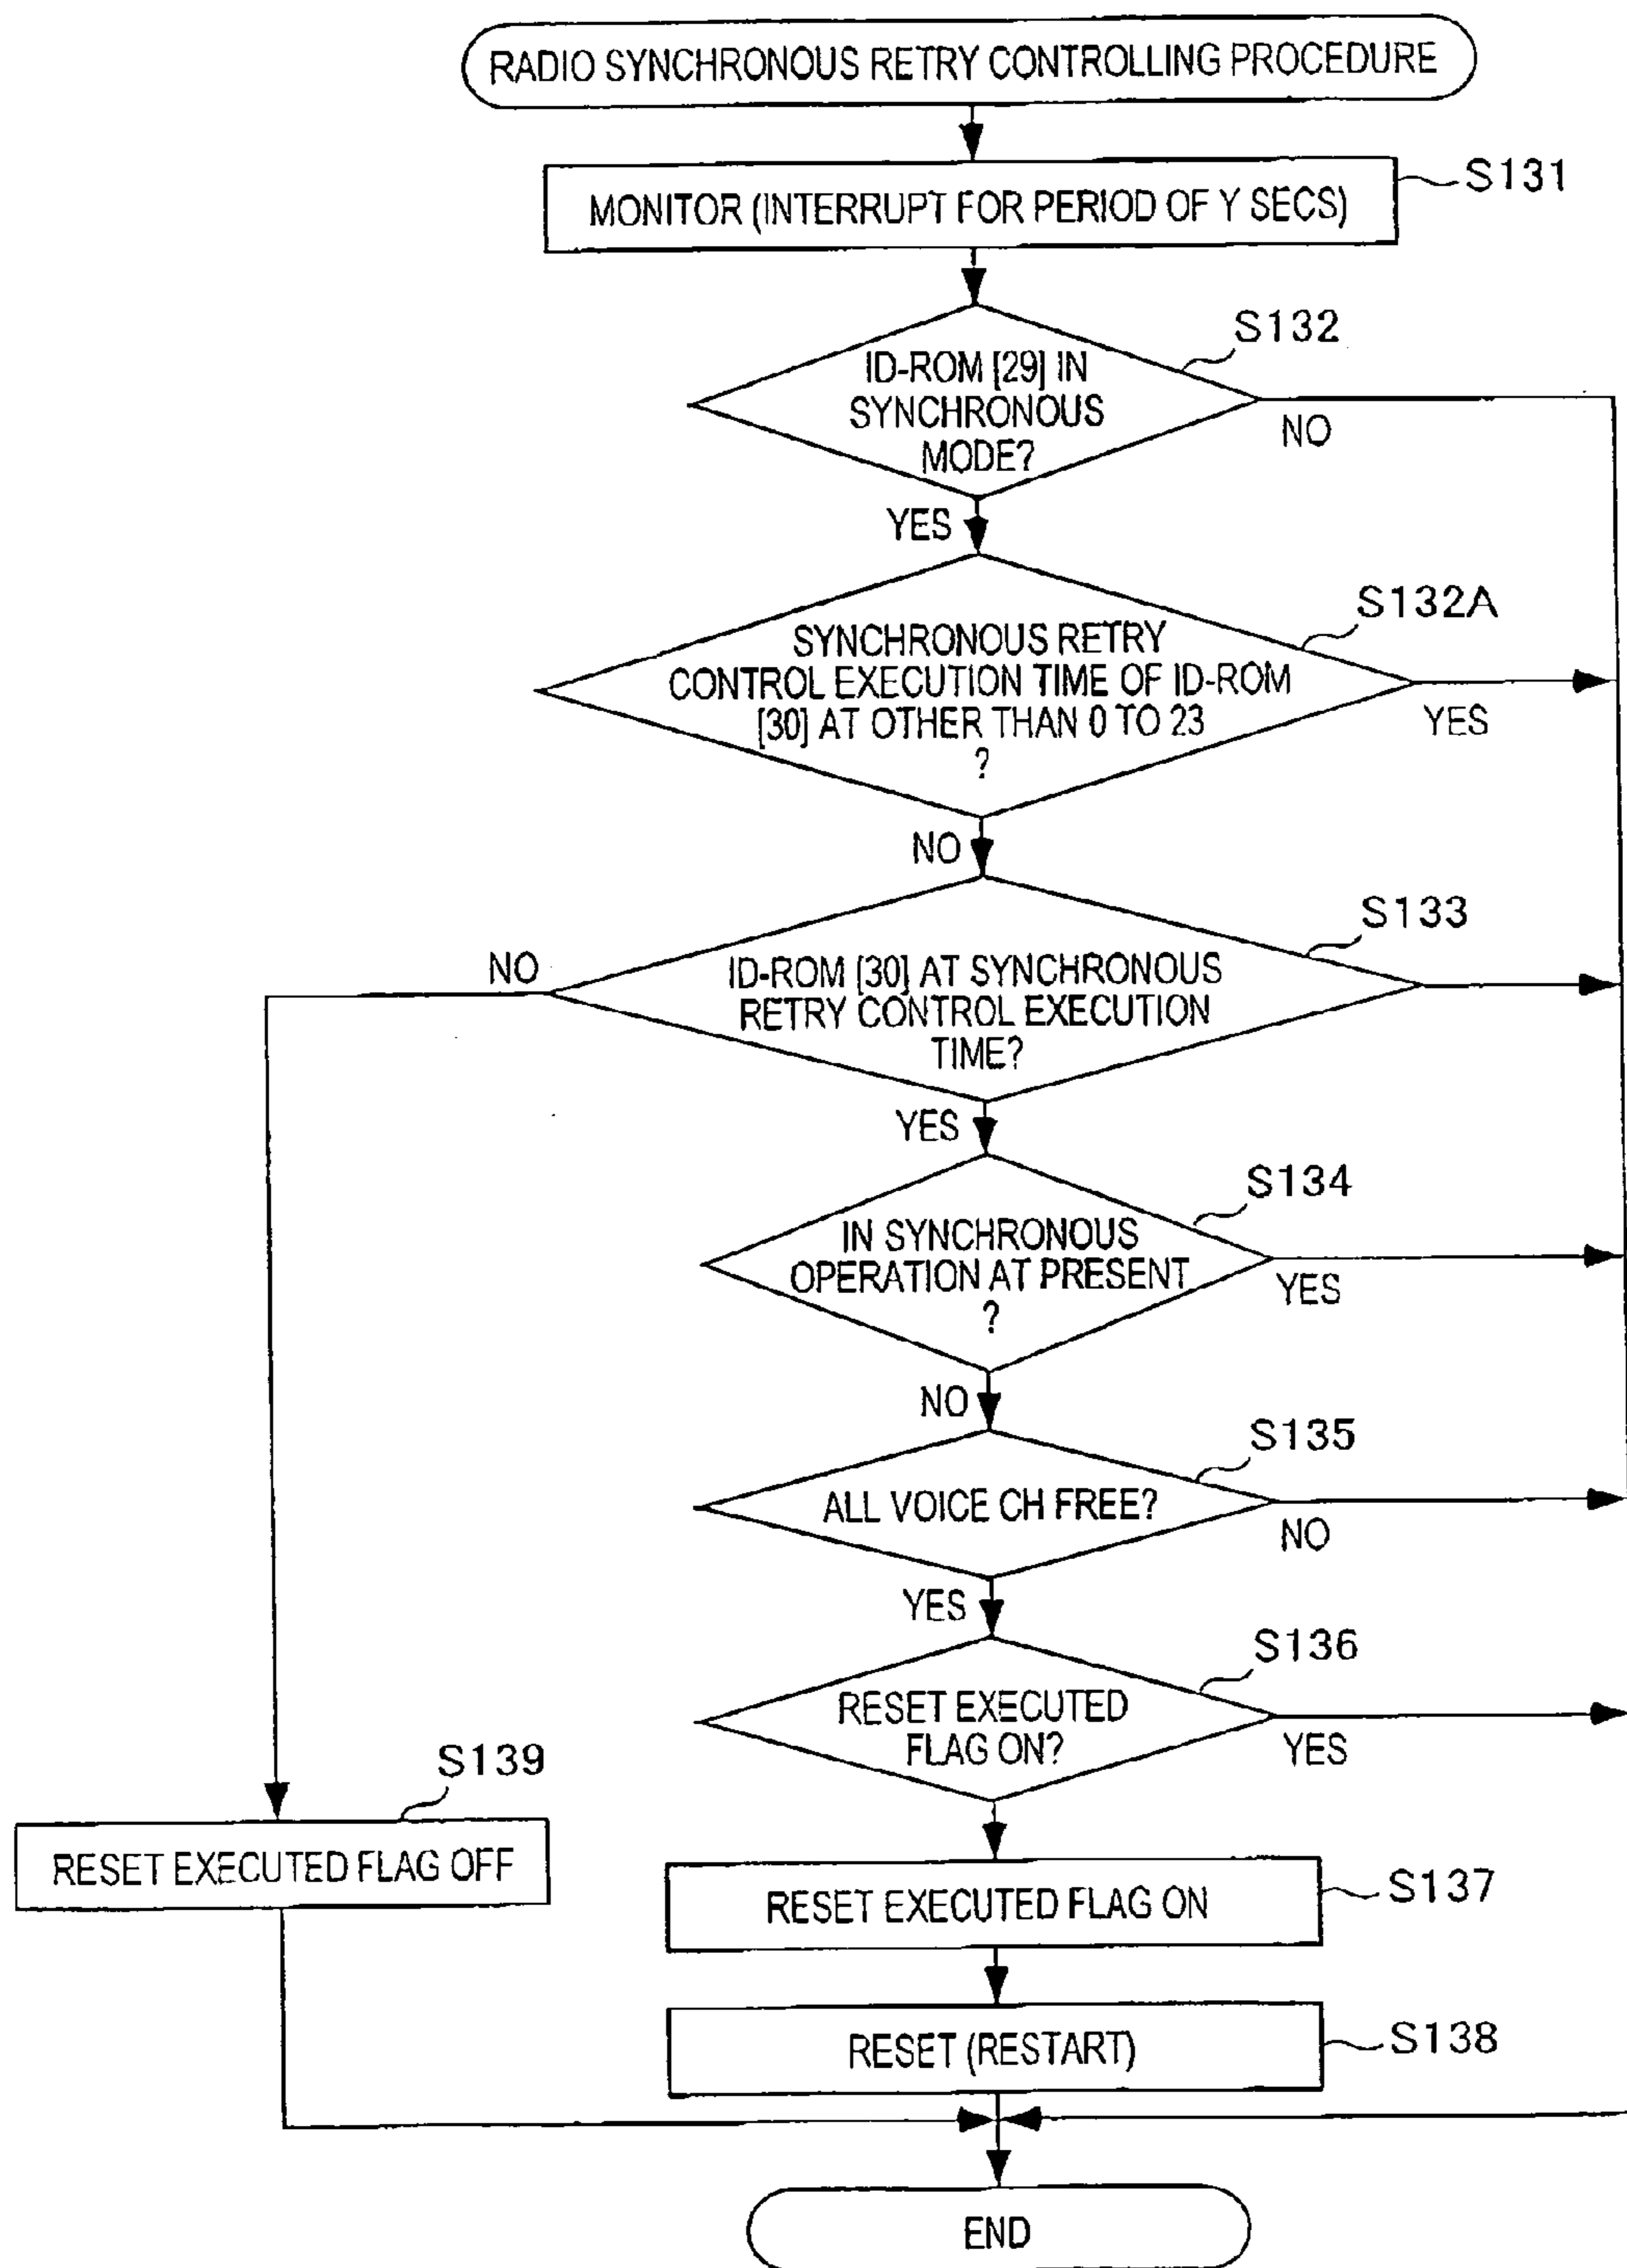 RADIO SYNCHRONOUS RETRY CONTROLLING PROCEDURE
S131
MONITOR (INTERRUPT FOR PERIOD OF Y SECS)
S132
ID-ROM [29] IN
SYNCHRONOUS
MODE?
NO
YES
S132A
SYNCHRONOUS RETRY
CONTROL EXECUTION TIME OF ID-ROM
[30] AT OTHER THAN 0 TO 23
?
YES
NO
S133
NO
ID-ROM [30] AT SYNCHRONOUS
RETRY CONTROL EXECUTION
TIME?
YES
S134
IN SYNCHRONOUS
OPERATION AT PRESENT
?
YES
NO
S135
ALL VOICE CH FREE?
NO
YES
S136
RESET EXECUTED
FLAG ON?
YES
S139
RESET EXECUTED FLAG OFF
S137
RESET EXECUTED FLAG ON
S138
RESET (RESTART)
END